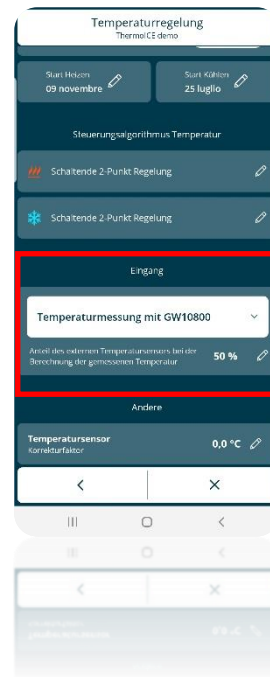 Temperaturregelung
ThermoICE demo
Start Heizen
09 novembre
Start Kühlen
25 luglio
Steuerungsalgorithmus Temperatur
Schaltende 2-Punkt Regelung
Schaltende 2-Punkt Regelung
Eingang
Temperaturmessung mit GW10800
Anteil des externen Temperatursensors bei der
Berechnung der gemessenen Temperatur
50 %
Andere
Temperatursensor
Korrekturfaktor
0,0 °C